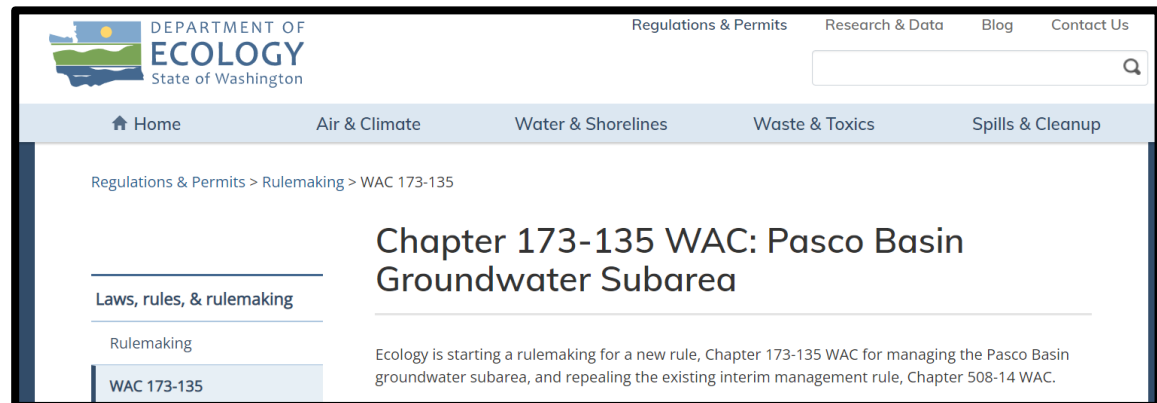 DEPARTMENT OF
ECOLOGY
State of Washington
Regulations & Permits
Research & Data
Blog
Contact Us
Home
Air & Climate
Water & Shorelines
Waste & Toxics
Spills & Cleanup
Regulations & Permits > Rulemaking > WAC 173-135
Laws, rules, & rulemaking
Rulemaking
WAC 173-135
Chapter 173-135 WAC: Pasco Basin
Groundwater Subarea
Ecology is starting a rulemaking for a new rule, Chapter 173-135 WAC for managing the Pasco Basin
groundwater subarea, and repealing the existing interim management rule, Chapter 508-14 WAC.